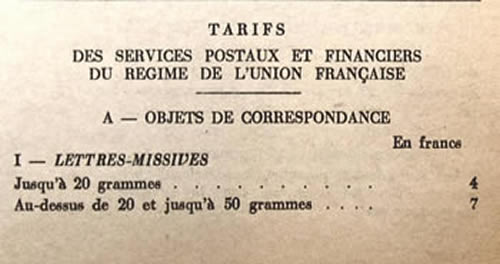 TARIFS
DES SERVICES POSTAUX ET FINANCIERS
DU REGIME DE L'UNION FRANÇAISE
A — OBJETS DE CORRESPONDANCE
En francs
I — LETTRES-MISSIVES
Jusqu'à 20 grammes . . . . . . . . . . 4
Au-dessus de 20 et jusqu'à 50 grammes . . . . 7